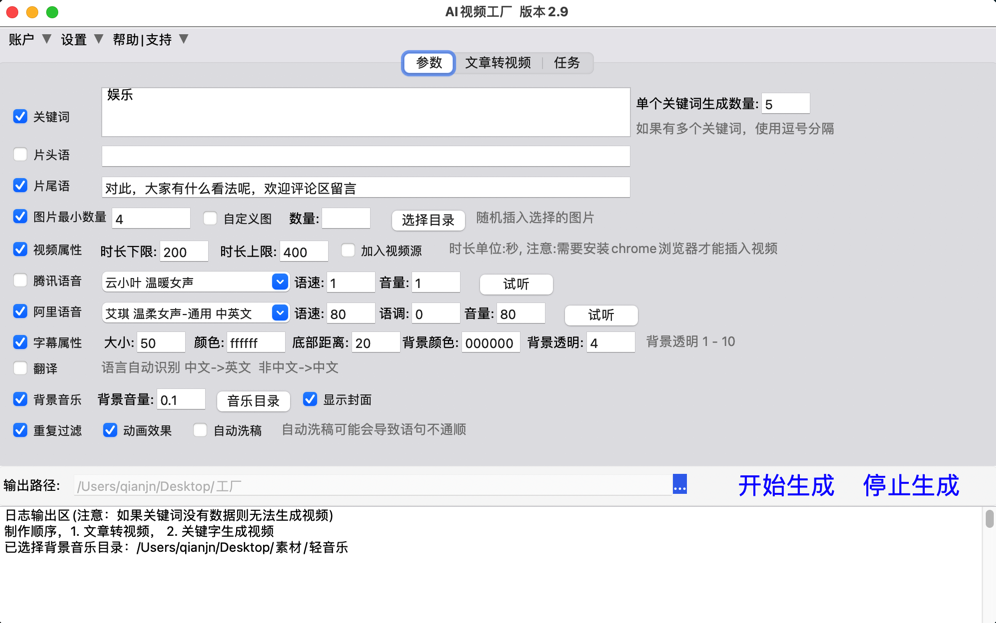 AI视频工厂 版本2.9
账户 ▼ 设置 ▼ 帮助|支持 ▼
参数 文章转视频 任务
关键词 娱乐 单个关键词生成数量: 5
如果有多个关键词，使用逗号分隔
片头语
片尾语 对此，大家有什么看法呢，欢迎评论区留言
图片最小数量 4 自定义图 数量: 选择目录 随机插入选择的图片
视频属性 时长下限: 200 时长上限: 400 加入视频源 时长单位:秒, 注意:需要安装chrome浏览器才能插入视频
腾讯语音 云小叶 温暖女声 语速: 1 音量: 1 试听
阿里语音 艾琪 温柔女声-通用 中英文 语速: 80 语调: 0 音量: 80 试听
字幕属性 大小: 50 颜色: ffffff 底部距离: 20 背景颜色: 000000 背景透明: 4 背景透明 1 - 10
翻译 语言自动识别 中文->英文 非中文->中文
背景音乐 背景音量: 0.1 音乐目录 显示封面
重复过滤 动画效果 自动洗稿 自动洗稿可能会导致语句不通顺
输出路径: /Users/qianjn/Desktop/工厂 ... 开始生成 停止生成
日志输出区(注意：如果关键词没有数据则无法生成视频)
制作顺序，1. 文章转视频， 2. 关键字生成视频
已选择背景音乐目录：/Users/qianjn/Desktop/素材/轻音乐